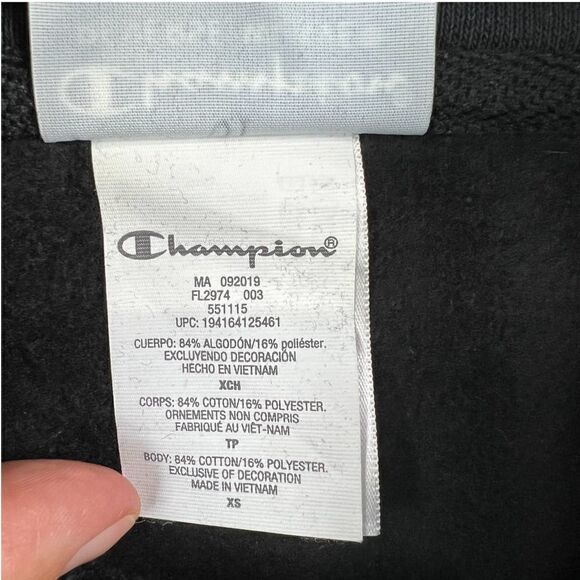 Champion®
MA 092019
FL2974 003
551115
UPC: 194164125461
CUERPO: 84% ALGODÓN/16% poliéster.
EXCLUYENDO DECORACIÓN
HECHO EN VIETNAM
XCH
CORPS: 84% COTON/16% POLYESTER.
ORNEMENTS NON COMPRIS
FABRIQUÉ AU VIÊT-NAM
TP
BODY: 84% COTTON/16% POLYESTER.
EXCLUSIVE OF DECORATION
MADE IN VIETNAM
XS